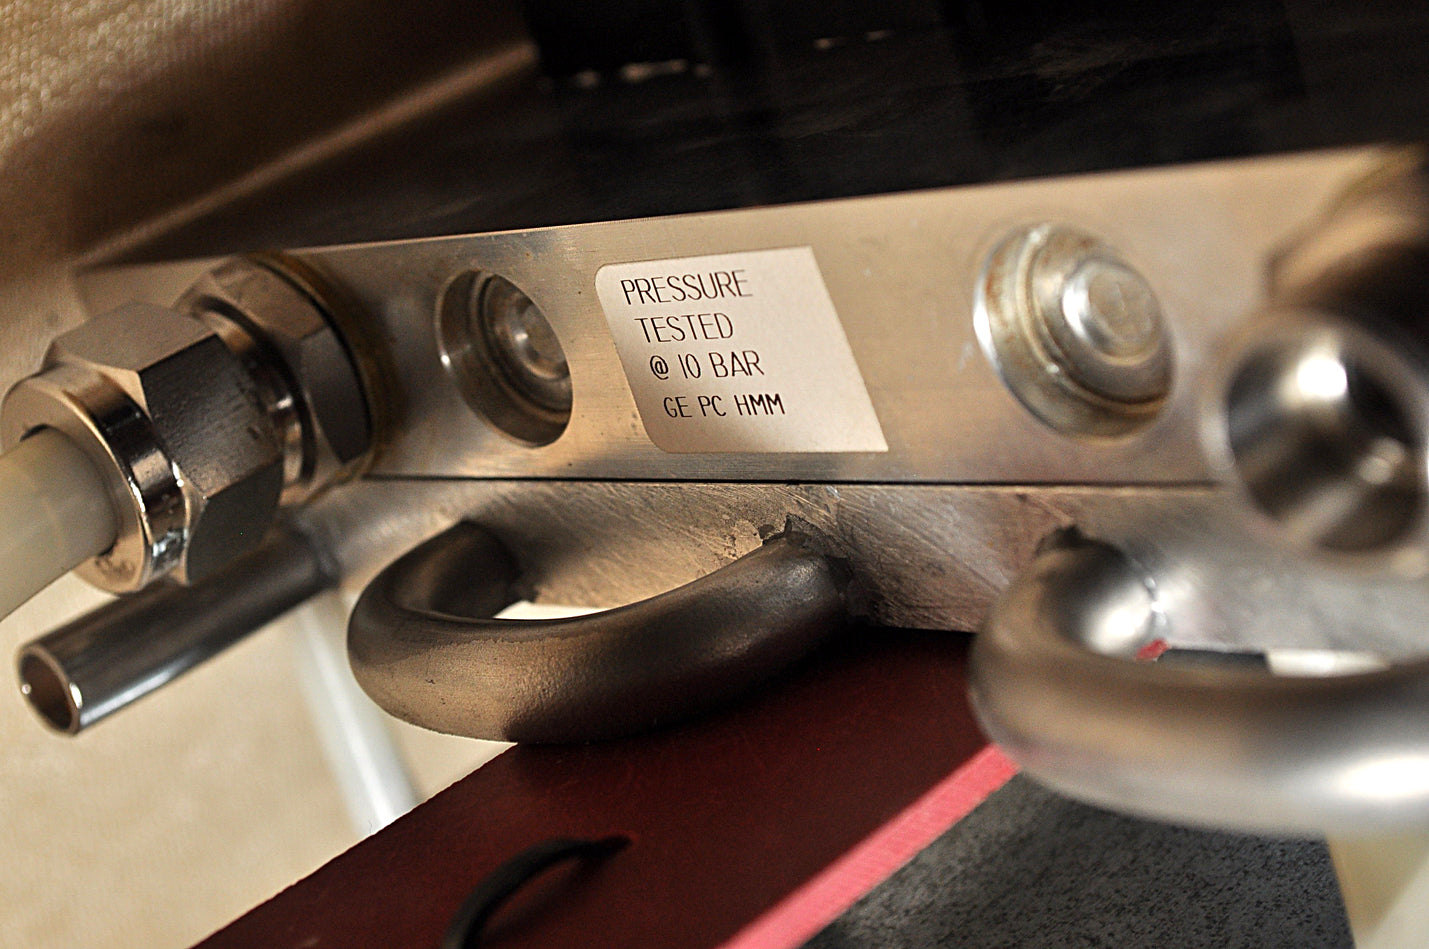 PRESSURE
TESTED
@ 10 BAR
GE PC HMM